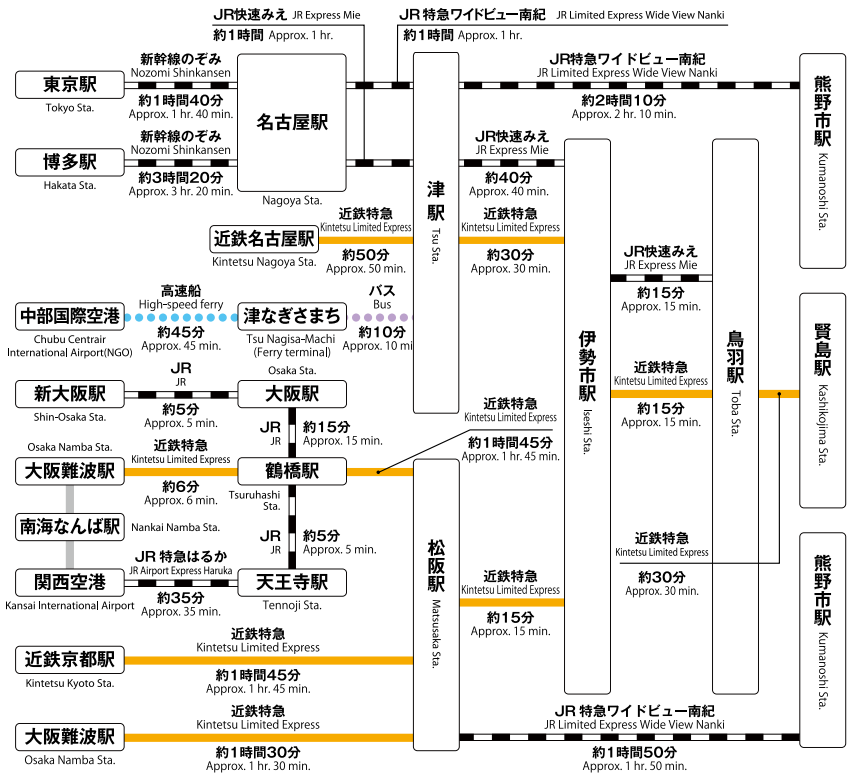 JR快速みえ JR Express Mie
約1時間 Approx. 1 hr.
JR 特急ワイドビュー南紀 JR Limited Express Wide View Nanki
約1時間 Approx. 1 hr.
東京駅
Tokyo Sta.
新幹線のぞみ
Nozomi Shinkansen
約1時間40分
Approx. 1 hr. 40 min.
博多駅
Hakata Sta.
新幹線のぞみ
Nozomi Shinkansen
約3時間20分
Approx. 3 hr. 20 min.
名古屋駅
Nagoya Sta.
近鉄名古屋駅
Kintetsu Nagoya Sta.
近鉄特急
Kintetsu Limited Express
約50分
Approx. 50 min.
中部国際空港
Chubu Centrair
International Airport(NGO)
高速船
High-speed ferry
約45分
Approx. 45 min.
津なぎさまち
Tsu Nagisa-Machi
(Ferry terminal)
バス
Bus
約10分
Approx. 10 mi
津駅
Tsu Sta.
JR特急ワイドビュー南紀
JR Limited Express Wide View Nanki
約2時間10分
Approx. 2 hr. 10 min.
熊野市駅
Kumanoshi Sta.
JR快速みえ
JR Express Mie
約40分
Approx. 40 min.
近鉄特急
Kintetsu Limited Express
約30分
Approx. 30 min.
伊勢市駅
Iseshi Sta.
JR快速みえ
JR Express Mie
約15分
Approx. 15 min.
近鉄特急
Kintetsu Limited Express
約15分
Approx. 15 min.
鳥羽駅
Toba Sta.
賢島駅
Kashikojima Sta.
近鉄特急
Kintetsu Limited Express
約30分
Approx. 30 min.
新大阪駅
Shin-Osaka Sta.
JR
JR
約5分
Approx. 5 min.
Osaka Sta.
大阪駅
JR
JR
約15分
Approx. 15 min.
Osaka Namba Sta.
大阪難波駅
近鉄特急
Kintetsu Limited Express
約6分
Approx. 6 min.
鶴橋駅
Tsuruhashi
Sta.
近鉄特急
Kintetsu Limited Express
約1時間45分
Approx. 1 hr. 45 min.
南海なんば駅
Nankai Namba Sta.
JR
JR
約5分
Approx. 5 min.
関西空港
Kansai International Airport
JR 特急はるか
JR Airport Express Haruka
約35分
Approx. 35 min.
天王寺駅
Tennoji Sta.
松阪駅
Matsusaka Sta.
近鉄特急
Kintetsu Limited Express
約15分
Approx. 15 min.
近鉄京都駅
Kintetsu Kyoto Sta.
近鉄特急
Kintetsu Limited Express
約1時間45分
Approx. 1 hr. 45 min.
大阪難波駅
Osaka Namba Sta.
近鉄特急
Kintetsu Limited Express
約1時間30分
Approx. 1 hr. 30 min.
JR 特急ワイドビュー南紀
JR Limited Express Wide View Nanki
約1時間50分
Approx. 1 hr. 50 min.
熊野市駅
Kumanoshi Sta.